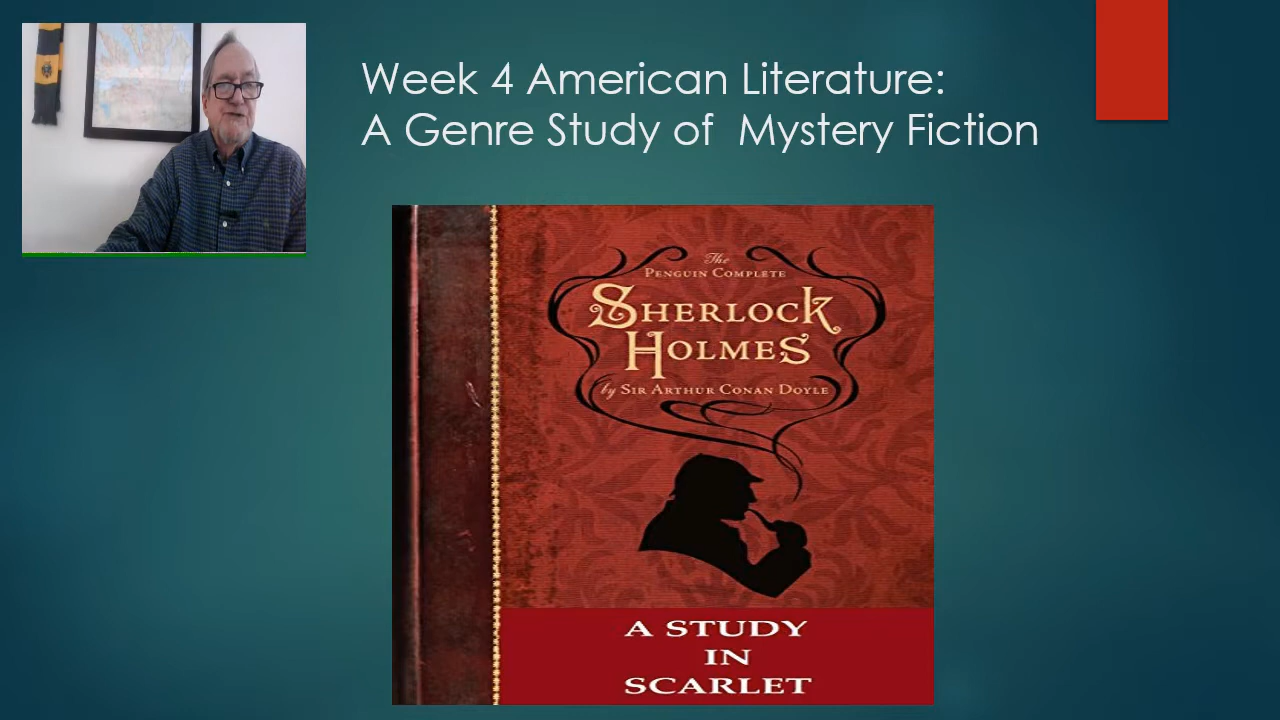 Week 4 American Literature:
A Genre Study of  Mystery Fiction
The
PENGUIN COMPLETE
SHERLOCK
HOLMES
by SIR ARTHUR CONAN DOYLE
A STUDY
IN
SCARLET